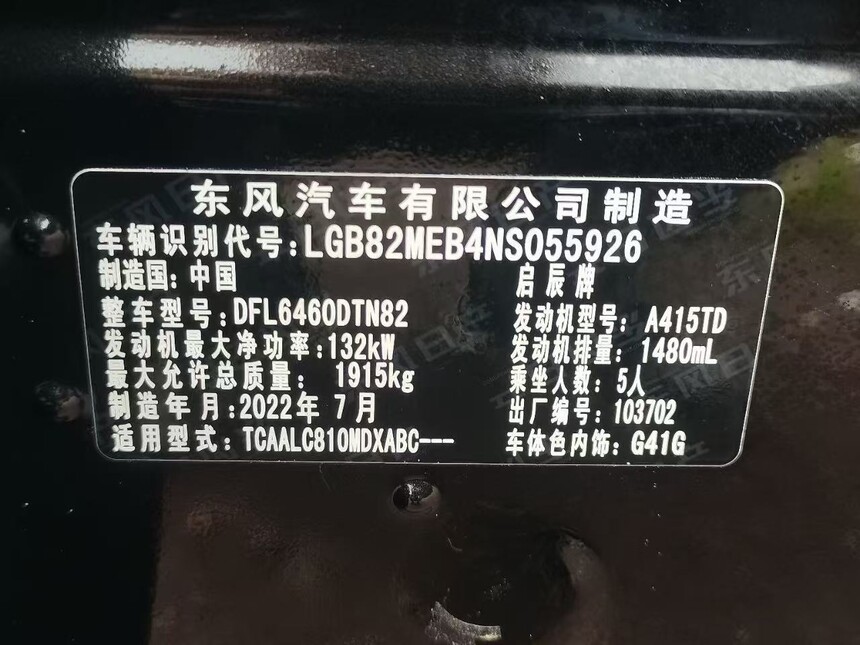 东风汽车有限公司制造
车辆识别代号:LGB82MEB4NS055926
制造国:中国 启辰牌
整车型号:DFL6460DTN82 发动机型号: A415TD
发动机最大净功率:132kW 发动机排量: 1480mL
最大允许总质量: 1915kg 乘坐人数: 5人
制造年月:2022年7月 出厂编号: 103702
适用型式: TCAALC810MDXABC--- 车体色内饰: G41G